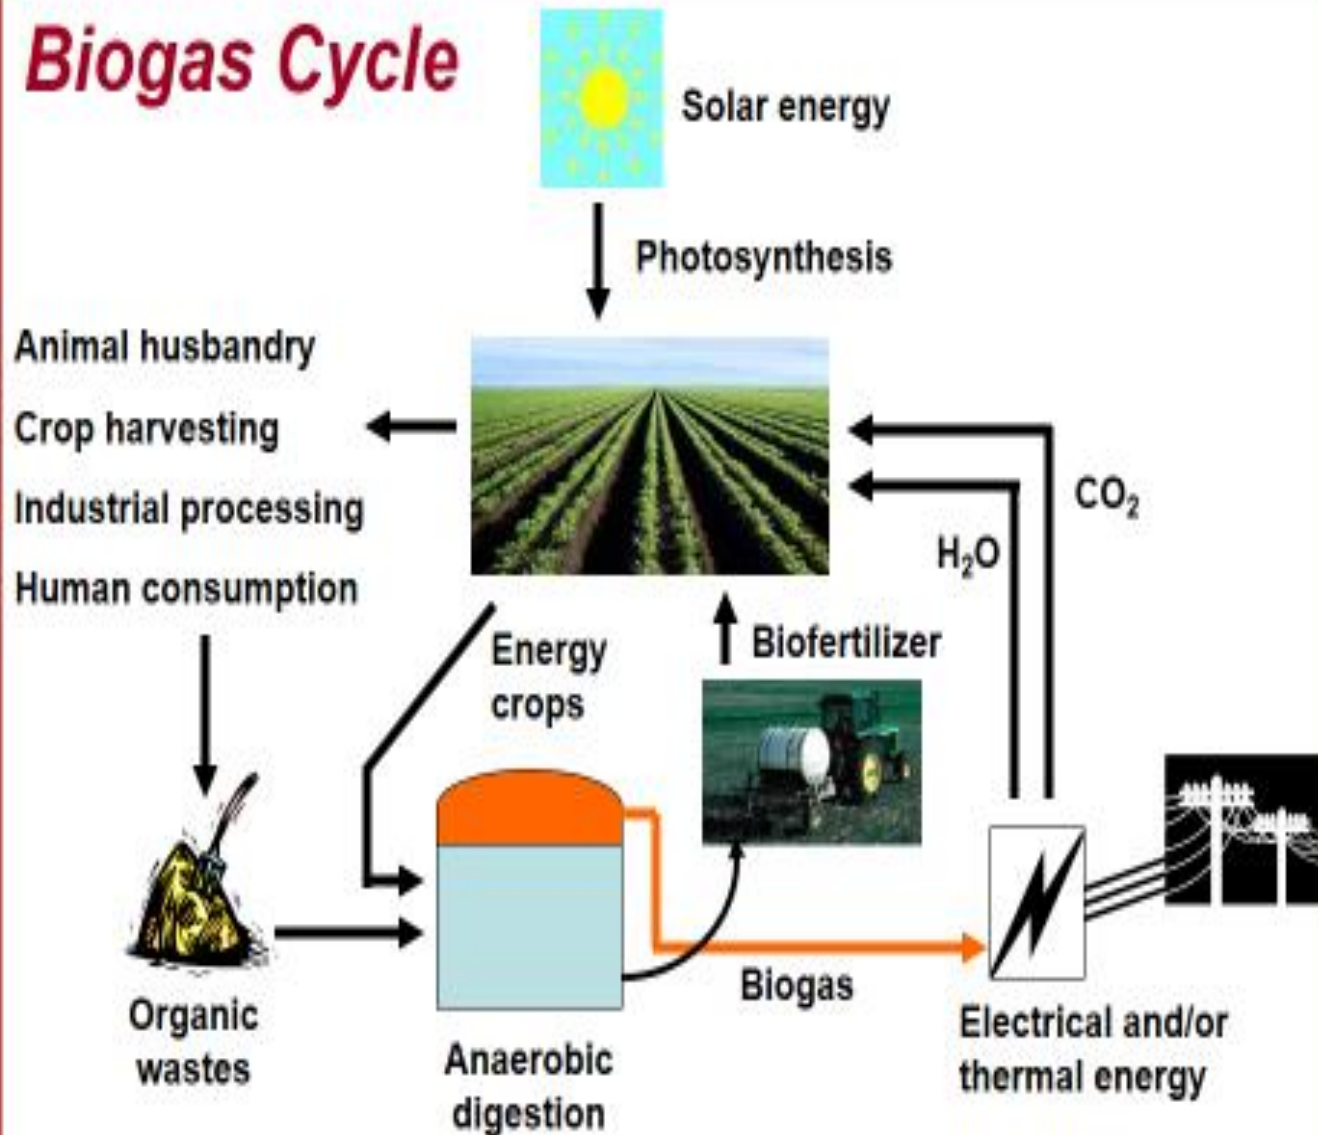 Biogas Cycle
Solar energy
Photosynthesis
Animal husbandry
Crop harvesting
Industrial processing
Human consumption
CO₂
H₂O
Energy
crops
Biofertilizer
Biogas
Organic
wastes
Anaerobic
digestion
Electrical and/or
thermal energy